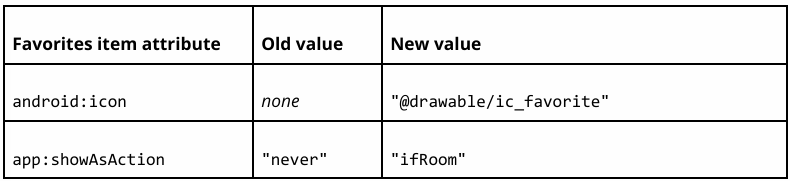 Favorites item attribute Old value New value
android:icon none "@drawable/ic_favorite"
app:showAsAction "never" "ifRoom"